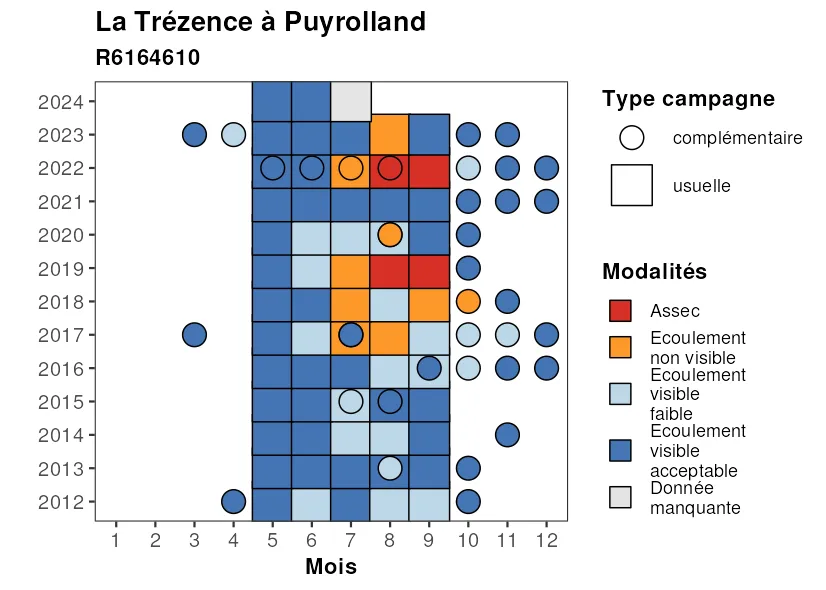 La Trézence à Puyrolland
R6164610
2024
2023
2022
2021
2020
2019
2018
2017
2016
2015
2014
2013
2012
1 2 3 4 5 6 7 8 9 10 11 12
Mois
Type campagne
complémentaire
usuelle
Modalités
Assec
Ecoulement
non visible
Ecoulement
visible
faible
Ecoulement
visible
acceptable
Donnée
manquante